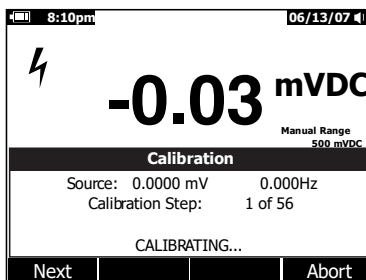 8:10pm 06/13/07
-0.03 mVDC
Manual Range
500 mVDC
Calibration
Source: 0.0000 mV 0.000Hz
Calibration Step: 1 of 56
CALIBRATING...
Next Abort